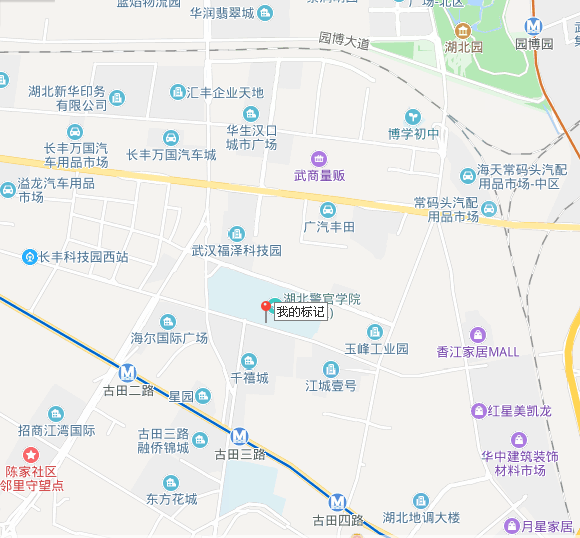 蓝焰物流园
华润翡翠城
广场-北区
园博大道
湖北园
园博园
湖北新华印务
有限公司
汇丰企业天地
华生汉口
城市广场
博学初中
长丰万国汽
车用品市场
长丰万国汽车城
武商量贩
海天常码头汽配
用品市场-中区
溢龙汽车用品
市场
常码头汽配
用品市场
广汽丰田
武汉福泽科技园
长丰科技园西站
湖北警官学院
我的标记
)
海尔国际广场
玉峰工业园
香江家居MALL
千禧城
江城壹号
古田二路
星园
红星美凯龙
招商江湾国际
古田三路
融侨锦城
古田三路
华中建筑装饰
材料市场
陈家社区
邻里守望点
东方花城
古田四路
湖北地调大楼
月星家居